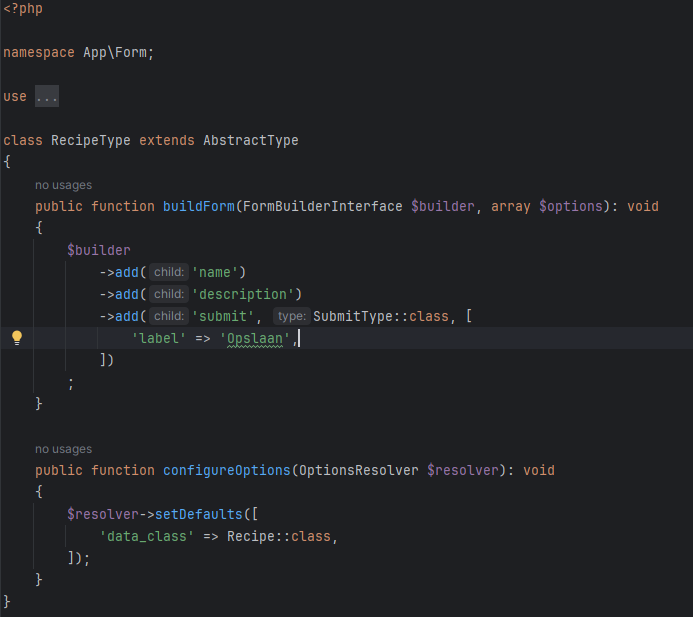 <?php
namespace App\Form;
use ...
class RecipeType extends AbstractType
{
no usages
public function buildForm(FormBuilderInterface $builder, array $options): void
{
$builder
->add( child: 'name')
->add( child: 'description')
->add( child: 'submit', type: SubmitType::class, [
'label' => 'Opslaan',
])
;
}
no usages
public function configureOptions(OptionsResolver $resolver): void
{
$resolver->setDefaults([
'data_class' => Recipe::class,
]);
}
}